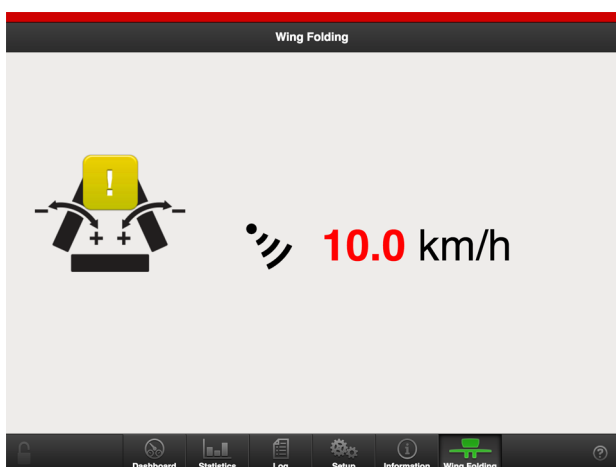 Wing Folding
!
- -
+ +
10.0 km/h
Dashboard Statistics Log Setup Information Wing Folding
i
?